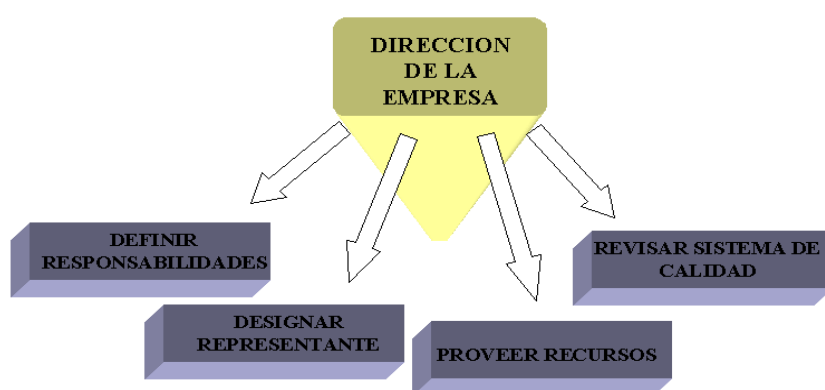 DIRECCION
DE LA
EMPRESA
DEFINIR
RESPONSABILIDADES
DESIGNAR
REPRESENTANTE
PROVEER RECURSOS
REVISAR SISTEMA DE
CALIDAD